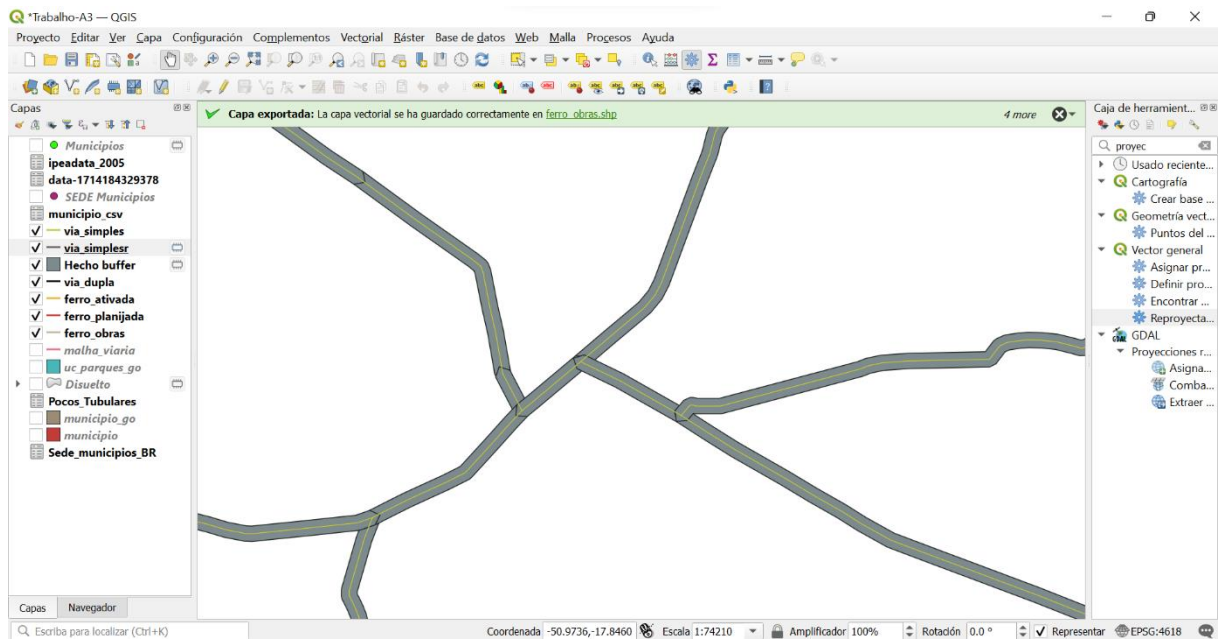 *Trabalho-A3 — QGIS
Proyecto Editar Ver Capa Configuración Complementos Vectorial Ráster Base de datos Web Malla Procesos Ayuda
Capas
Capa exportada: La capa vectorial se ha guardado correctamente en ferro_obras.shp
4 more
Caja de herramient...
Municipios
ipeadata_2005
data-1714184329378
SEDE Municipios
municipio_csv
via_simples
via_simplesr
Hecho buffer
via_dupla
ferro_ativada
ferro_planijada
ferro_obras
malha_viaria
uc_parques_go
Disuelto
Pocos_Tubulares
municipio_go
municipio
Sede_municipios_BR
proyec
Usado reciente...
Cartografía
Crear base ...
Geometría vect...
Puntos del ...
Vector general
Asignar pr...
Definir pro...
Encontrar ...
Reproyecta...
GDAL
Proyecciones r...
Asigna...
Comba...
Extraer ...
Capas Navegador
Escriba para localizar (Ctrl+K)
Coordenada -50.9736,-17.8460 Escala 1:74210 Amplificador 100% Rotación 0.0 ° Representar EPSG:4618